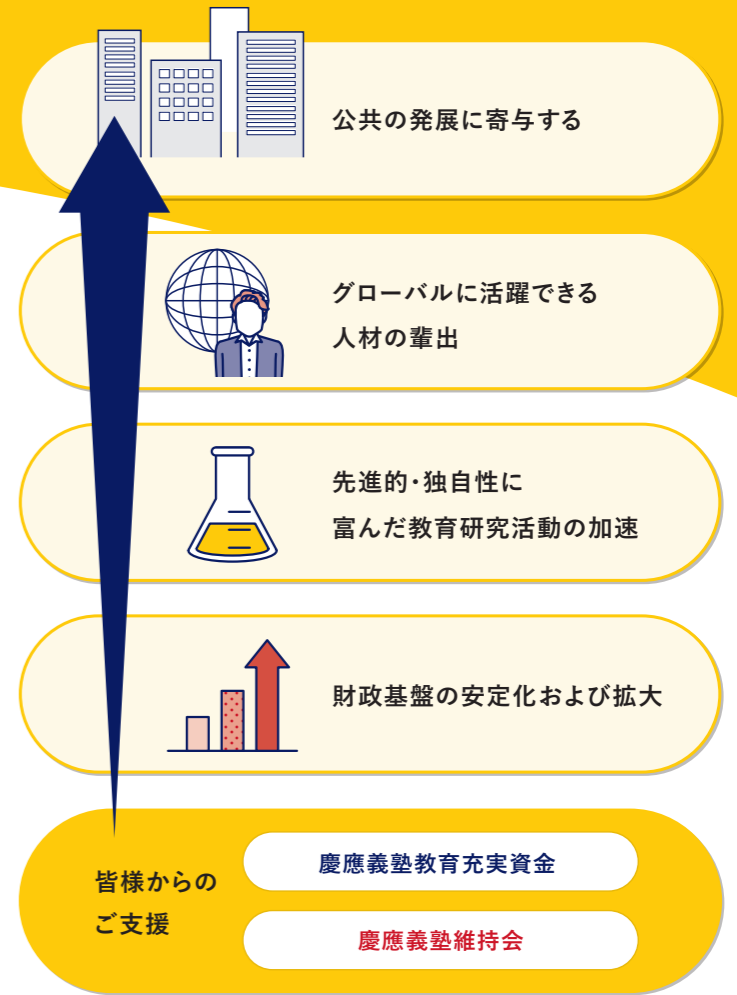 公共の発展に寄与する
グローバルに活躍できる
人材の輩出
先進的・独自性に
富んだ教育研究活動の加速
財政基盤の安定化および拡大
皆様からの
ご支援
慶應義塾教育充実資金
慶應義塾維持会